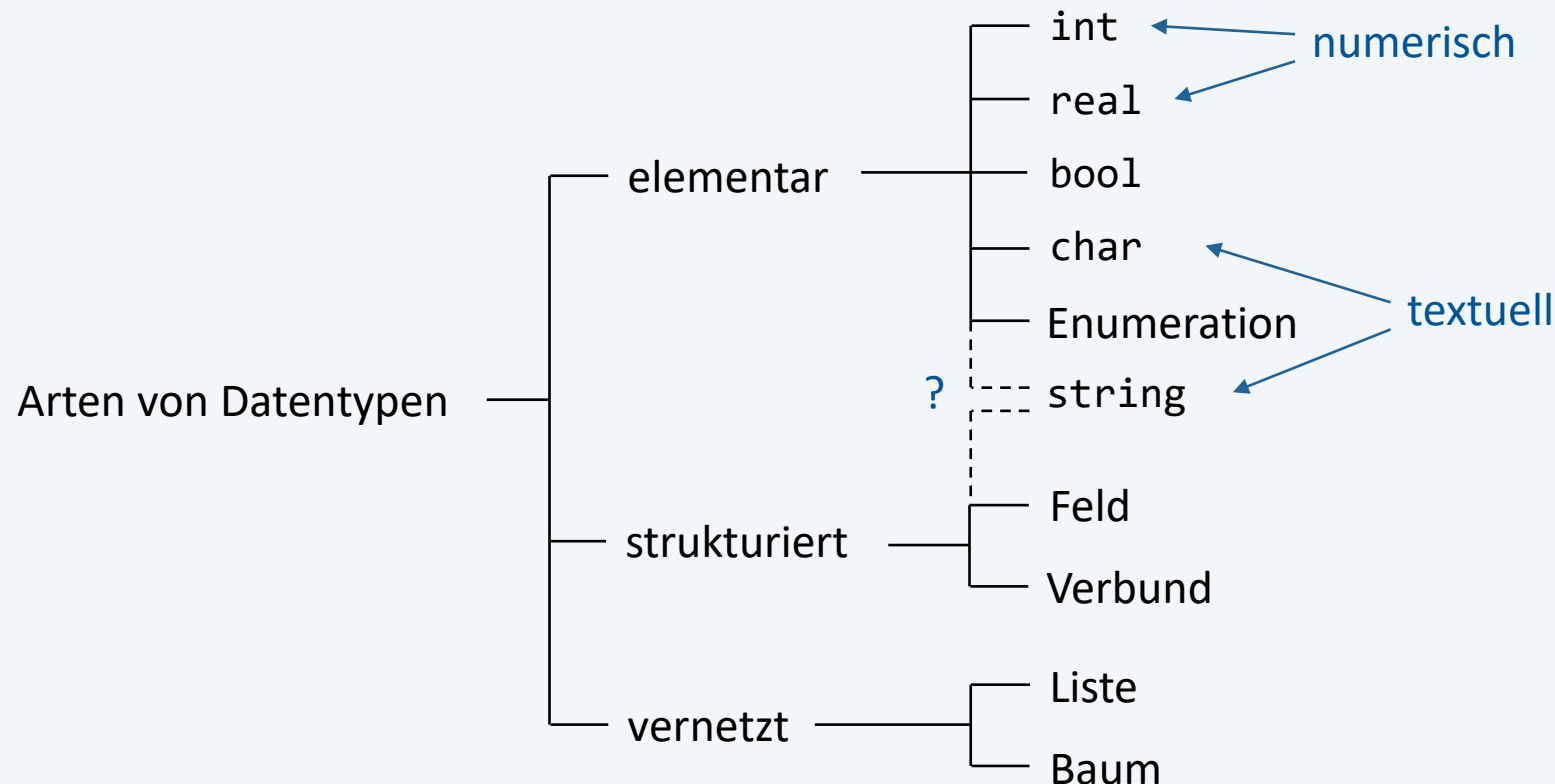 int
numerisch
real
elementar
bool
char
textuell
Enumeration
Arten von Datentypen
?
string
Feld
strukturiert
Verbund
Liste
vernetzt
Baum